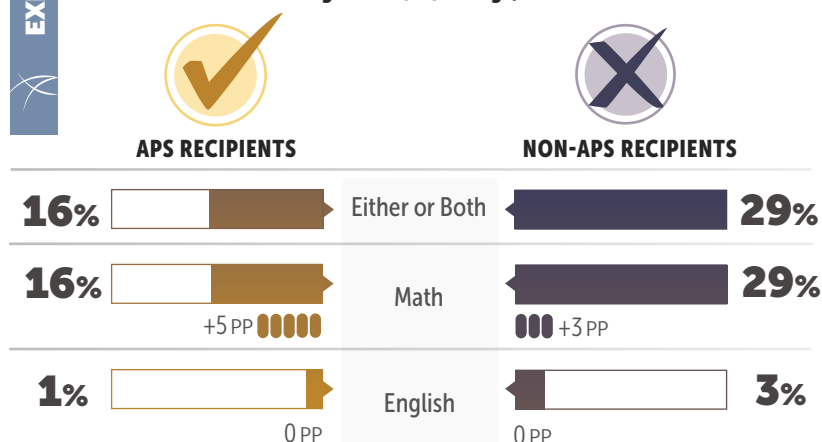 EX
APS RECIPIENTS
NON-APS RECIPIENTS
16% Either or Both 29%
16% Math 29%
+5 PP +3 PP
1% English 3%
0 PP 0 PP